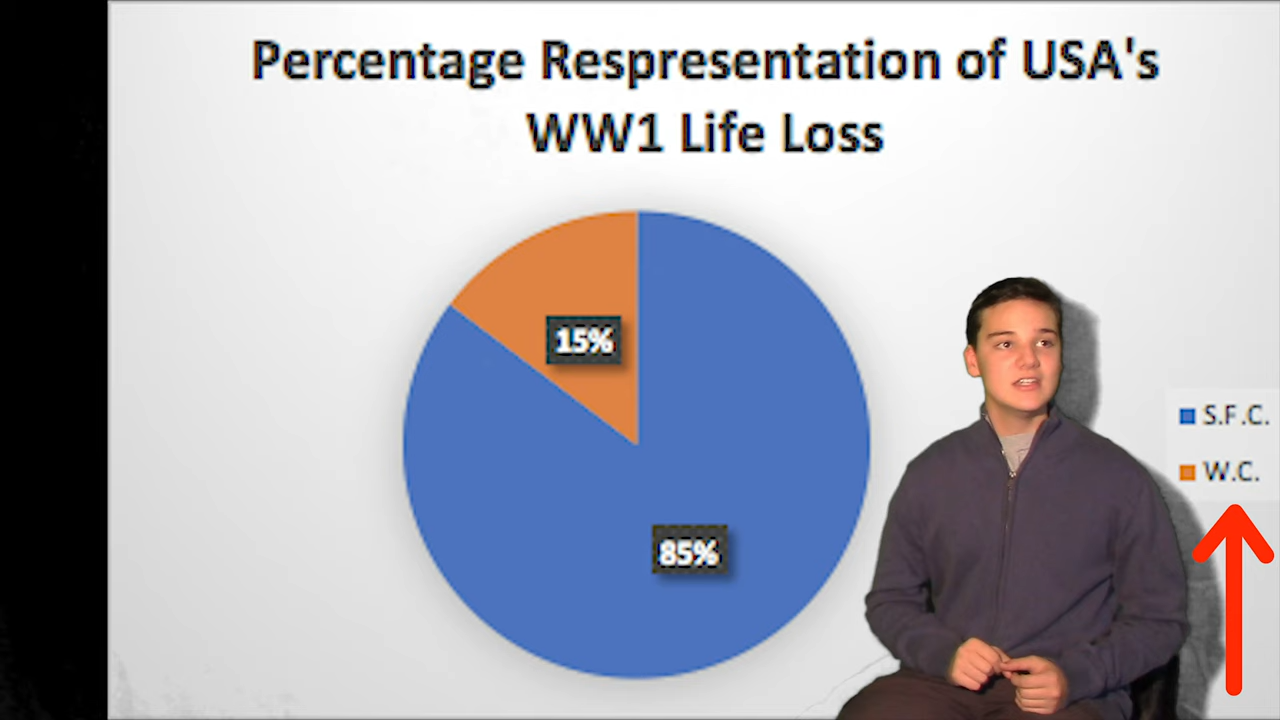 Percentage Respresentation of USA's
WW1 Life Loss
15%
85%
S.F.C.
W.C.